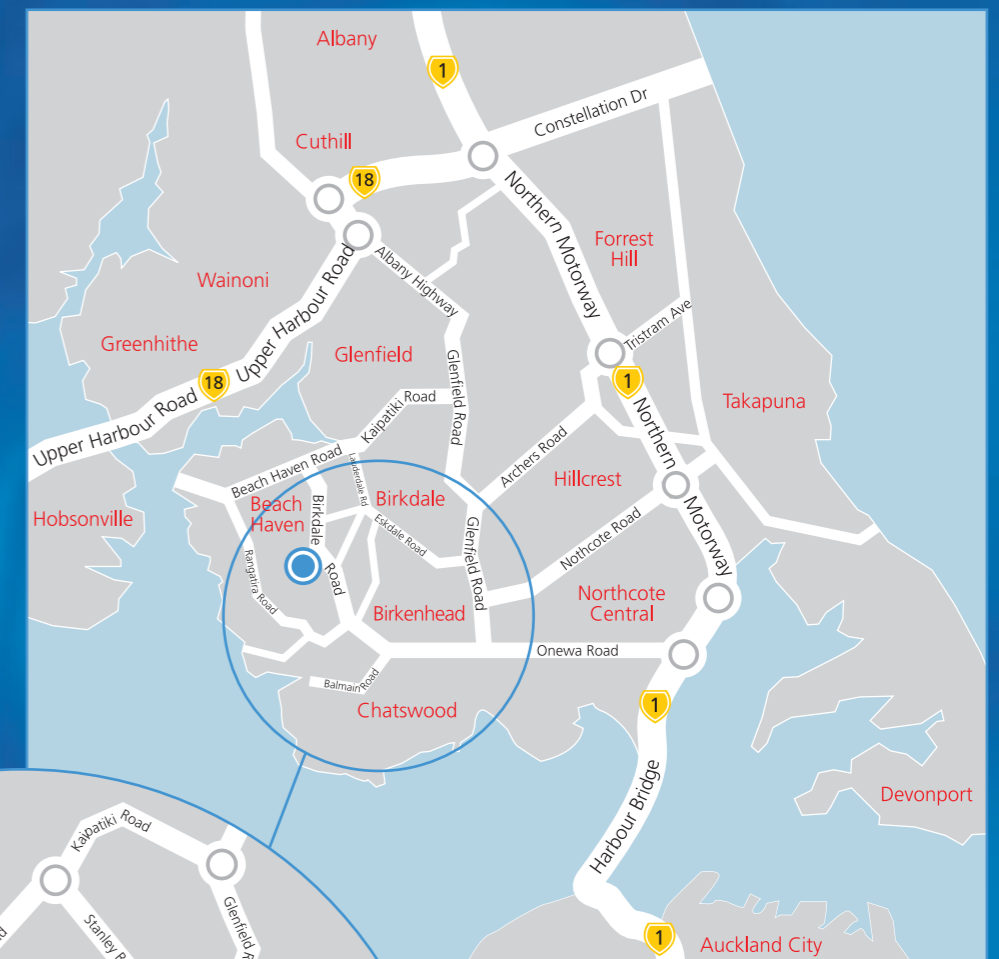 Albany
1
Constellation Dr
Cuthill
18
Northern Motorway
Forrest
Hill
Albany Highway
Wainoni
Upper Harbour Road
Tristram Ave
Greenhithe
Glenfield
18
1
Upper Harbour Road
Kaipatiki Road
Glenfield Road
Northern
Motorway
Takapuna
Archers Road
Hillcrest
Beach Haven Road
Lauderdale Rd
Birkdale
Beach
Haven
Birkdale
Road
Hobsonville
Eskdale Road
Glenfield Road
Nothcote Road
Rangatira Road
Birkenhead
Northcote
Central
Onewa Road
Balmain Road
Chatswood
1
Harbour Bridge
Devonport
Kaipatiki Road
Stanley R
Glenfield R
1
Auckland City